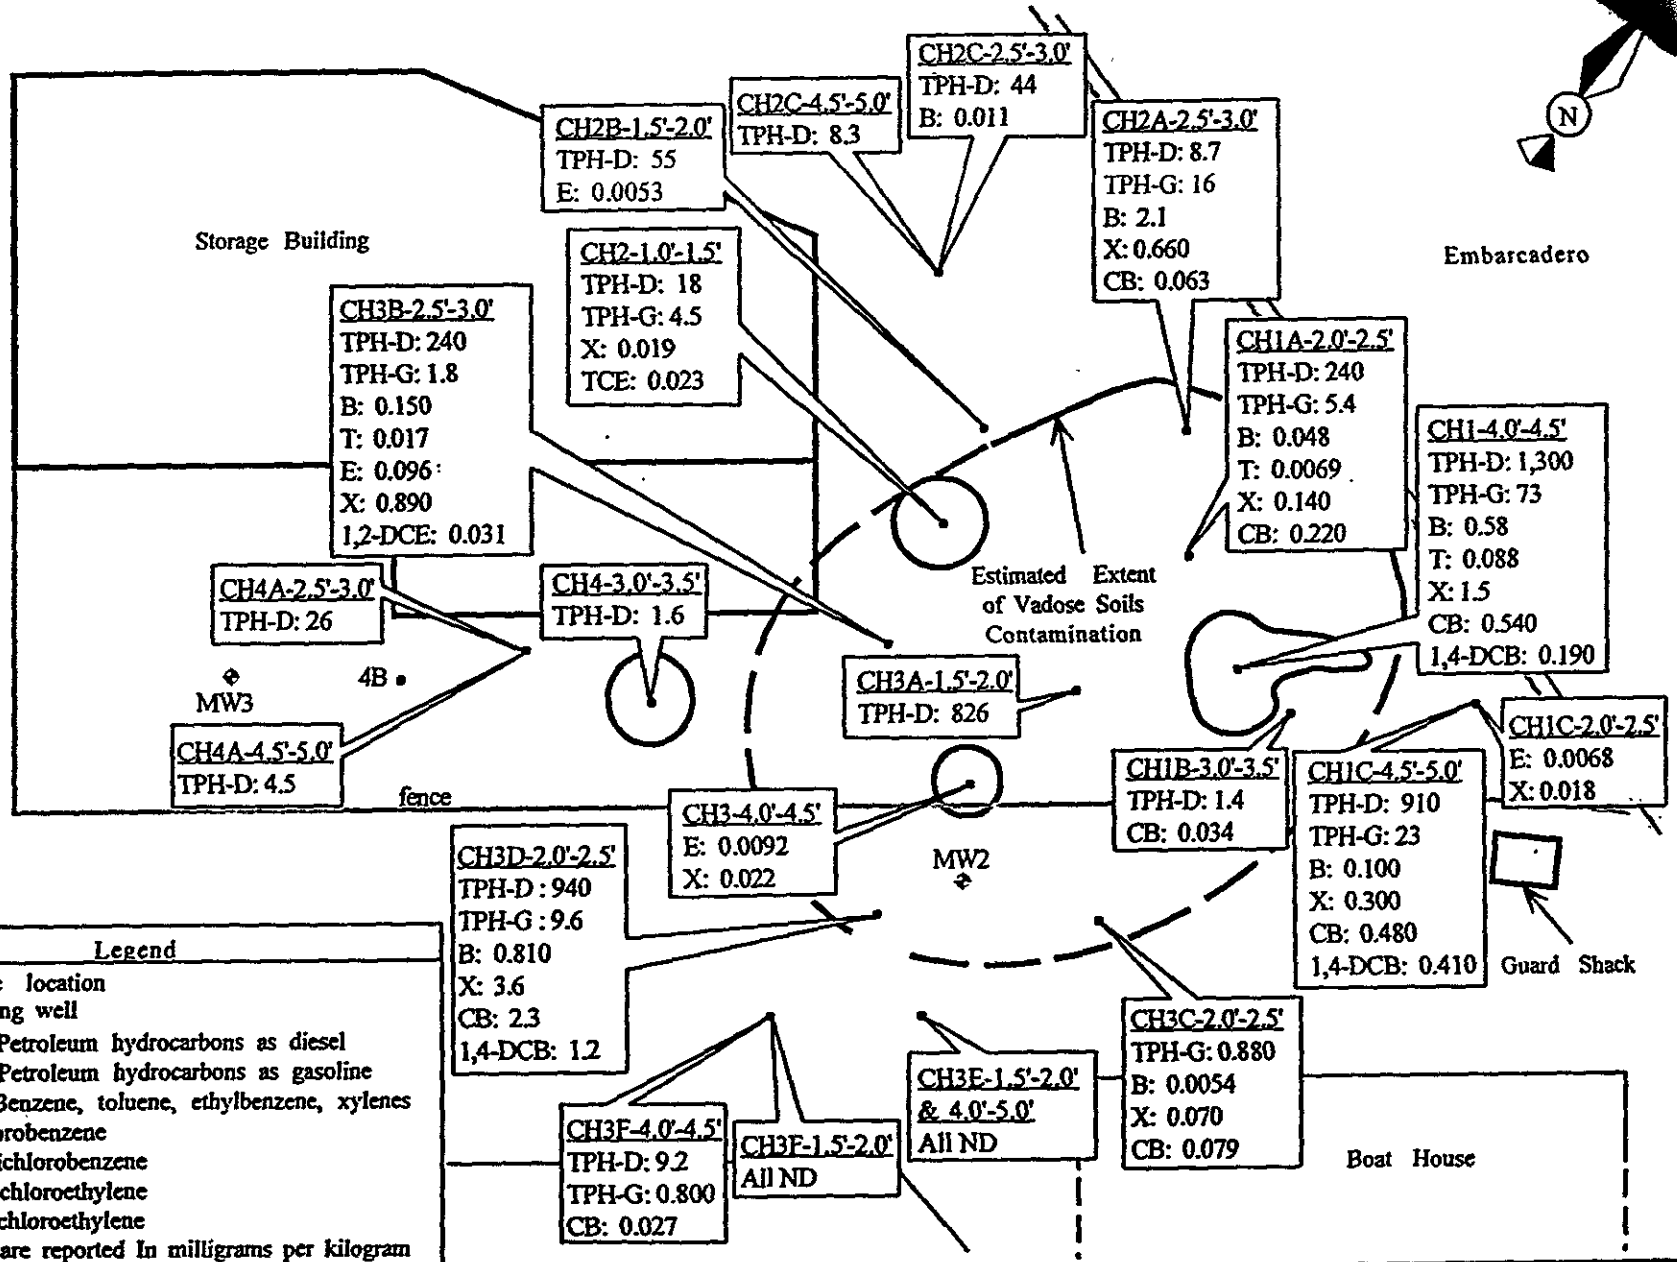 CH2C-2.5'-3.0'
TPH-D: 44
B: 0.011
CH2C-4.5'-5.0'
TPH-D: 8.3
CH2B-1.5'-2.0'
TPH-D: 55
E: 0.0053
CH2A-2.5'-3.0'
TPH-D: 8.7
TPH-G: 16
B: 2.1
X: 0.660
CB: 0.063
N
Embarcadero
Storage Building
CH2-1.0'-1.5'
TPH-D: 18
TPH-G: 4.5
X: 0.019
TCE: 0.023
CH3B-2.5'-3.0'
TPH-D: 240
TPH-G: 1.8
B: 0.150
T: 0.017
E: 0.096
X: 0.890
1,2-DCE: 0.031
CH1A-2.0'-2.5'
TPH-D: 240
TPH-G: 5.4
B: 0.048
T: 0.0069
X: 0.140
CB: 0.220
CH1-4.0'-4.5'
TPH-D: 1,300
TPH-G: 73
B: 0.58
T: 0.088
X: 1.5
CB: 0.540
1,4-DCB: 0.190
Estimated Extent
of Vadose Soils
Contamination
CH4A-2.5'-3.0'
TPH-D: 26
CH4-3.0'-3.5'
TPH-D: 1.6
MW3
4B
CH3A-1.5'-2.0'
TPH-D: 826
CH4A-4.5'-5.0'
TPH-D: 4.5
fence
CH1C-2.0'-2.5'
E: 0.0068
X: 0.018
CH1B-3.0'-3.5'
TPH-D: 1.4
CB: 0.034
CH1C-4.5'-5.0'
TPH-D: 910
TPH-G: 23
B: 0.100
X: 0.300
CB: 0.480
1,4-DCB: 0.410
Guard Shack
CH3-4.0'-4.5'
E: 0.0092
X: 0.022
MW2
CH3D-2.0'-2.5'
TPH-D : 940
TPH-G : 9.6
B: 0.810
X: 3.6
CB: 2.3
1,4-DCB: 1.2
CH3C-2.0'-2.5'
TPH-G: 0.880
B: 0.0054
X: 0.070
CB: 0.079
CH3E-1.5'-2.0'
& 4.0'-5.0'
All ND
CH3F-4.0'-4.5'
TPH-D: 9.2
TPH-G: 0.800
CB: 0.027
CH3F-1.5'-2.0'
All ND
Boat House
Legend
location
ng well
Petroleum hydrocarbons as diesel
Petroleum hydrocarbons as gasoline
Benzene, toluene, ethylbenzene, xylenes
orobenzene
ichlorobenzene
chloroethylene
chloroethylene
are reported In milligrams per kilogram